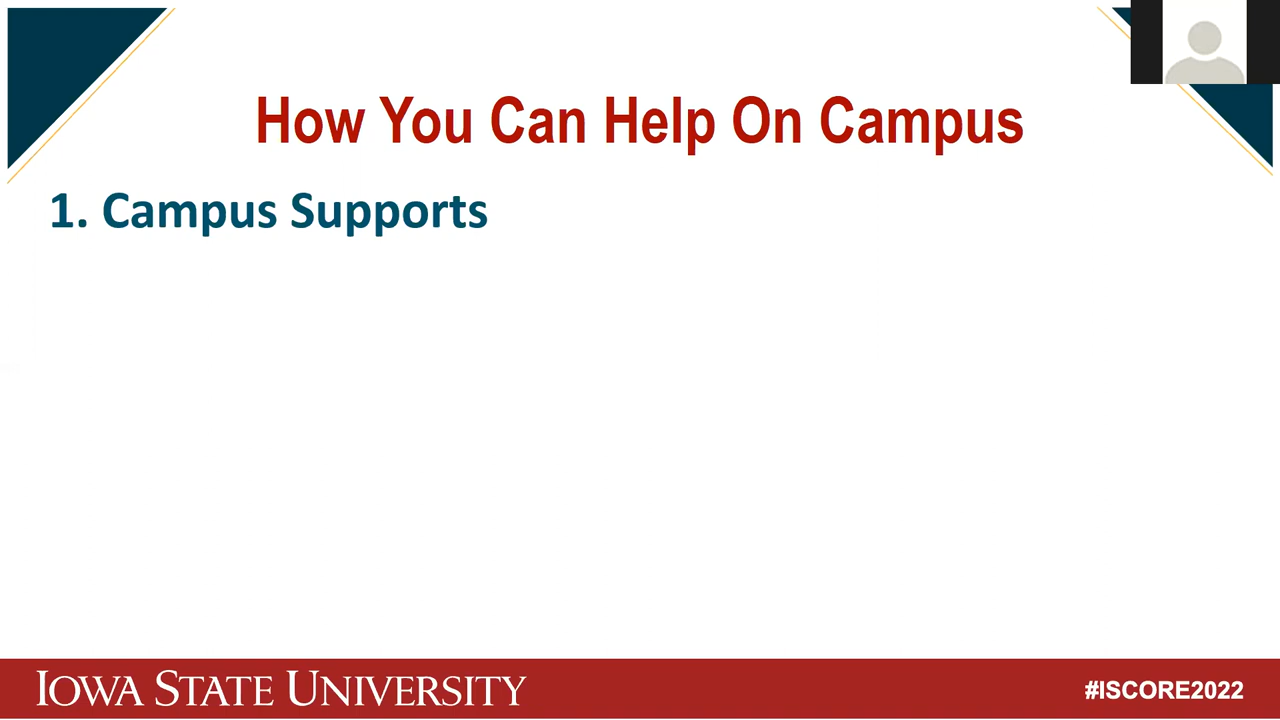 How You Can Help On Campus
1. Campus Supports
IOWA STATE UNIVERSITY
#ISCORE2022